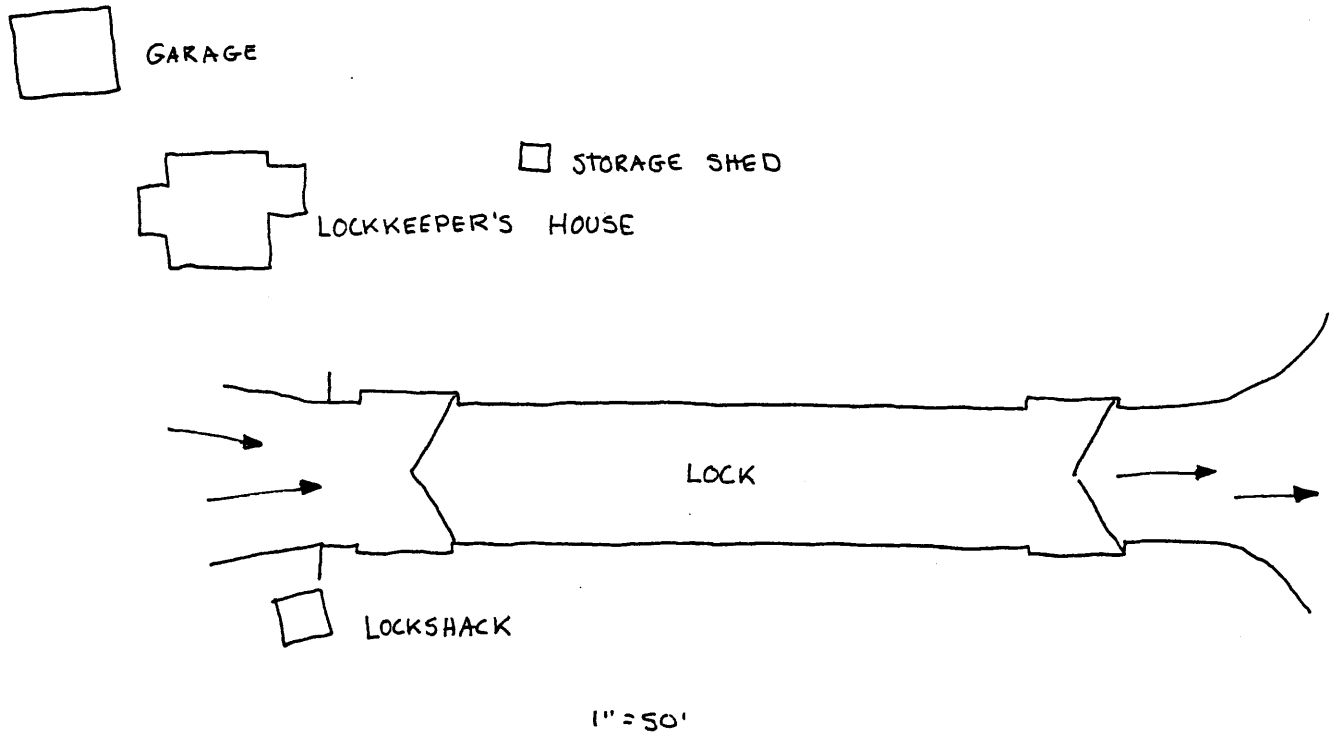 GARAGE
STORAGE SHED
LOCKKEEPER'S HOUSE
LOCK
LOCKSHACK
1"=50'